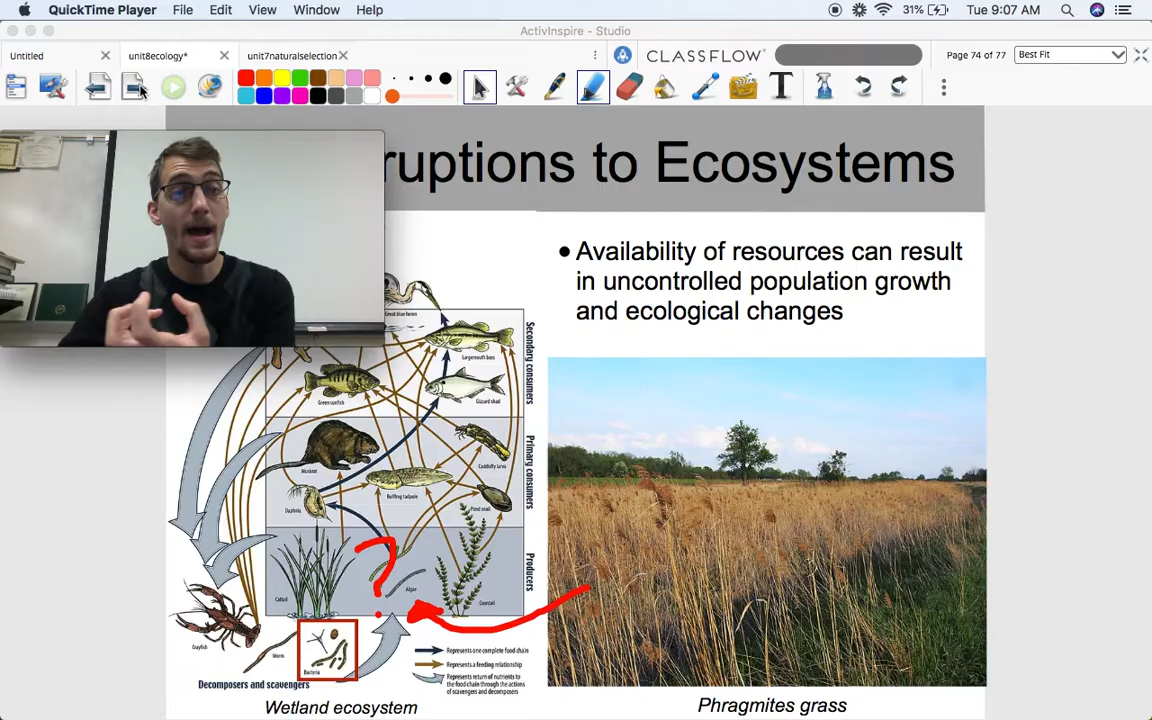 QuickTime Player File Edit View Window Help 31% Tue 9:07 AM
ActivInspire - Studio
Untitled unit8ecology* unit7naturalselection CLASSFLOW Page 74 of 77 Best Fit
ruptions to Ecosystems
• Availability of resources can result
in uncontrolled population growth
and ecological changes
Great blue heron
Largemouth bass
Green sunfish
Gizzard shad
Secondary consumers
Muskrat
Caddisfly larva
Bullfrog tadpole
Daphnia
Pond snail
Primary consumers
?
Cattail
Algae
Coontail
Producers
Crayfish
Worm
Bacteria
Decomposers and scavengers
Represents one complete food chain
Represents a feeding relationship
Represents return of nutrients to
the food chain through the actions
of scavengers and decomposers
Wetland ecosystem
Phragmites grass